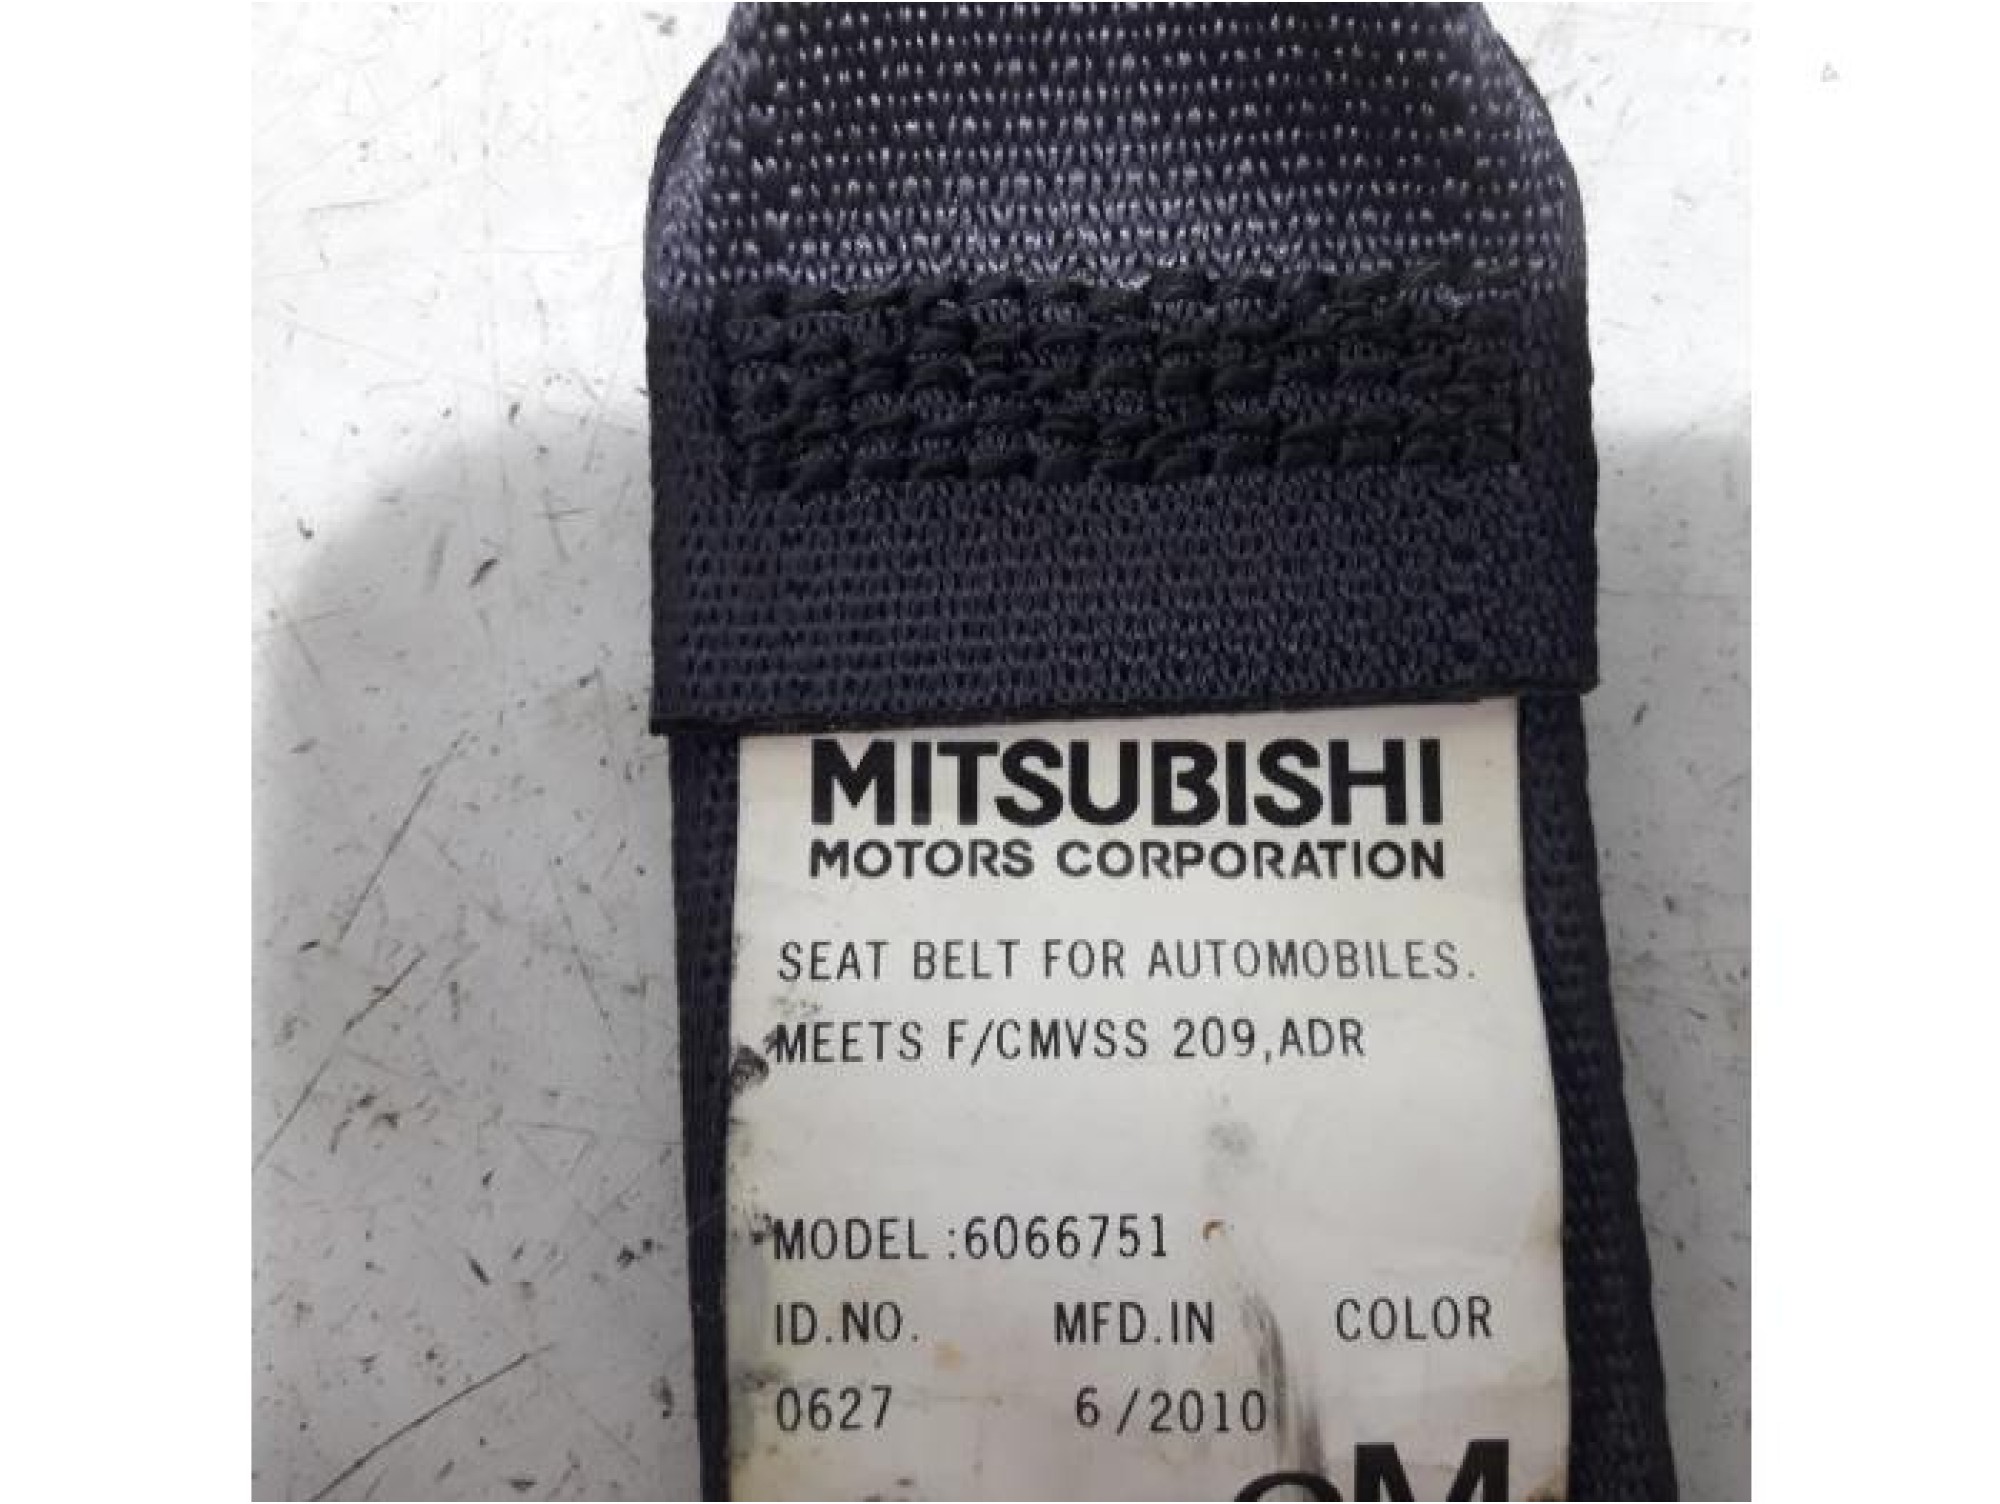 MITSUBISHI
MOTORS CORPORATION
SEAT BELT FOR AUTOMOBILES.
MEETS F/CMVSS 209,ADR
MODEL :6066751
ID.NO. MFD.IN COLOR
0627 6/2010